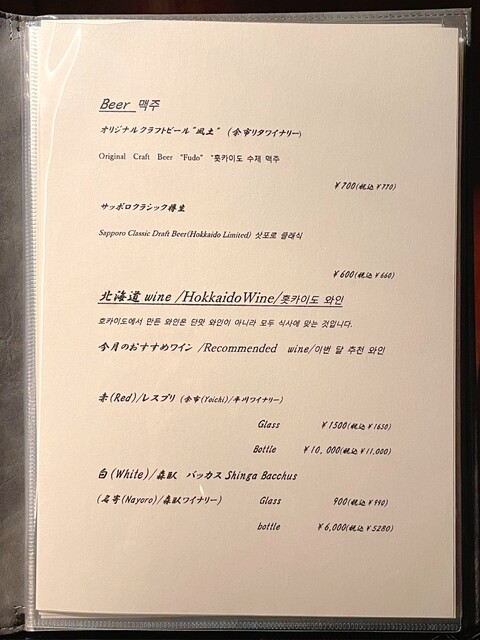 Beer 맥주
オリジナルクラフトビール"風土" (余市リタワイナリー)
Original Craft Beer "Fudo" "홋카이도 수제 맥주
￥700(税込￥770)
サッポロクラシック樽生
Sapporo Classic Draft Beer(Hokkaido Limited) 삿포로 클래식
￥600(税込￥660)
北海道 wine /HokkaidoWine/홋카이도 와인
호카이도에서 만든 와인은 단맛 와인이 아니라 모두 식사에 맞는 것입니다.
今月のおすすめワイン /Recommended wine/이번 달 추천 와인
赤(Red)/レスプリ (余市(Yoichi)/平川ワイナリー)
Glass ￥1500(税込￥1650)
Bottle ￥10,000(税込￥11,000)
白(White)/森臥 バッカス Shinga Bacchus
(名寄(Nayoro)/森臥ワイナリー) Glass 900(税込￥990)
bottle ￥6,000(税込￥5280)